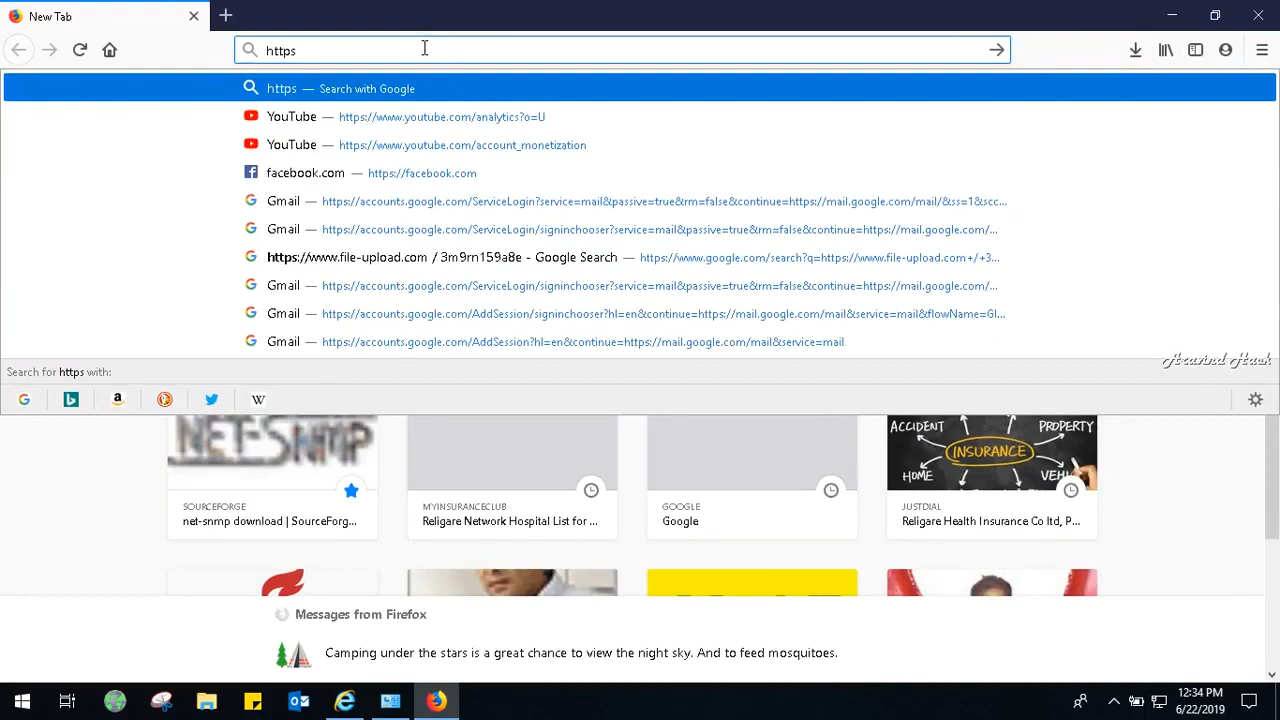 New Tab
https
https — Search with Google
YouTube — https://www.youtube.com/analytics?o=U
YouTube — https://www.youtube.com/account_monetization
facebook.com — https://facebook.com
Gmail — https://accounts.google.com/ServiceLogin?service=mail&passive=true&rm=false&continue=https://mail.google.com/mail/&ss=1&scc...
Gmail — https://accounts.google.com/ServiceLogin/signinchooser?service=mail&passive=true&rm=false&continue=https://mail.google.com/...
https://www.file-upload.com / 3m9rn159a8e - Google Search — https://www.google.com/search?q=https://www.file-upload.com+/+3...
Gmail — https://accounts.google.com/ServiceLogin/signinchooser?service=mail&passive=true&rm=false&continue=https://mail.google.com/...
Gmail — https://accounts.google.com/AddSession/signinchooser?hl=en&continue=https://mail.google.com/mail&service=mail&flowName=Gl...
Gmail — https://accounts.google.com/AddSession?hl=en&continue=https://mail.google.com/mail&service=mail
Aravind Hack
Search for https with:
NET-SNMP
ACCIDENT PROPERTY
INSURANCE
HOME
SOURCEFORGE MYINSURANCECLUB GOOGLE JUSTDIAL
net-snmp download | SourceForg... Religare Network Hospital List for ... Google Religare Health Insurance Co ltd, P...
Messages from Firefox
Camping under the stars is a great chance to view the night sky. And to feed mosquitoes.
12:34 PM
6/22/2019